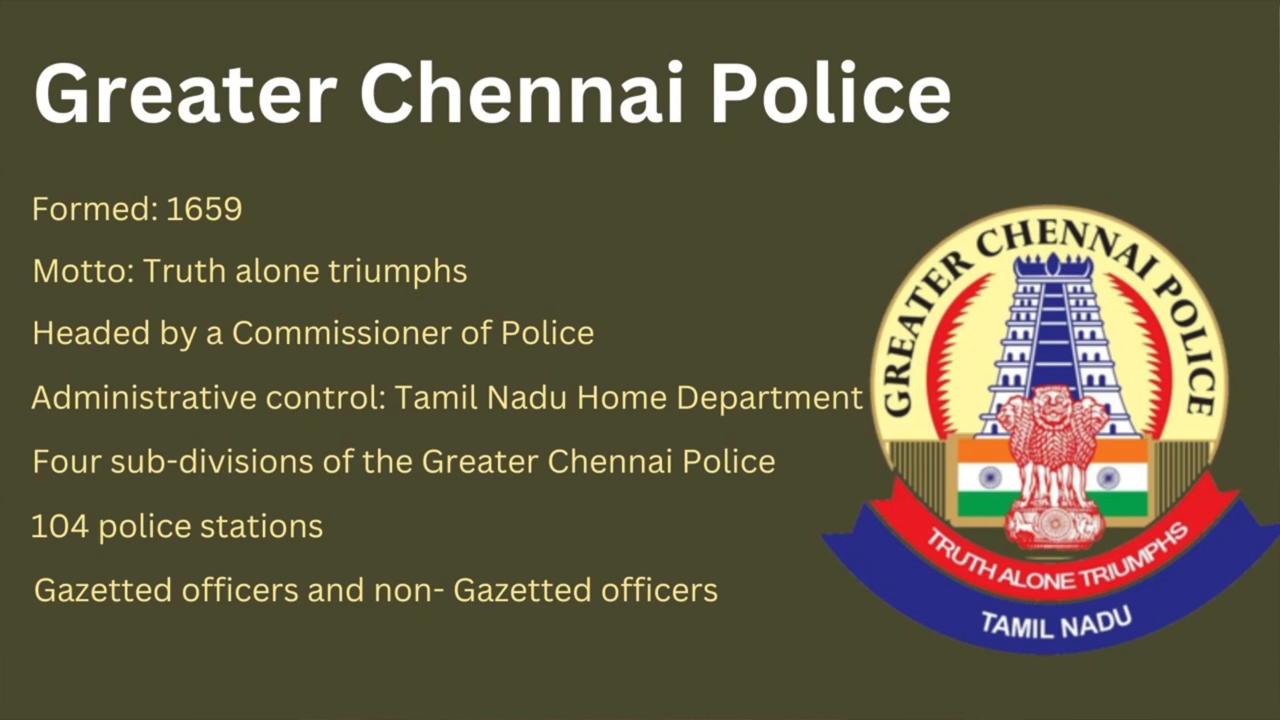 Greater Chennai Police
Formed: 1659
Motto: Truth alone triumphs
Headed by a Commissioner of Police
Administrative control: Tamil Nadu Home Department
Four sub-divisions of the Greater Chennai Police
104 police stations
Gazetted officers and non- Gazetted officers
GREATER CHENNAI POLICE
TRUTH ALONE TRIUMPHS
TAMIL NADU